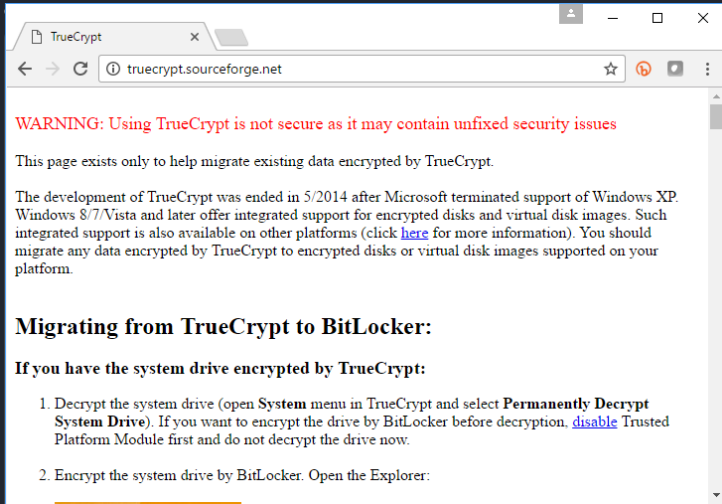 TrueCrypt
truecrypt.sourceforge.net
WARNING: Using TrueCrypt is not secure as it may contain unfixed security issues
This page exists only to help migrate existing data encrypted by TrueCrypt.
The development of TrueCrypt was ended in 5/2014 after Microsoft terminated support of Windows XP.
Windows 8/7/Vista and later offer integrated support for encrypted disks and virtual disk images. Such
integrated support is also available on other platforms (click here for more information). You should
migrate any data encrypted by TrueCrypt to encrypted disks or virtual disk images supported on your
platform.
Migrating from TrueCrypt to BitLocker:
If you have the system drive encrypted by TrueCrypt:
1. Decrypt the system drive (open System menu in TrueCrypt and select Permanently Decrypt
System Drive). If you want to encrypt the drive by BitLocker before decryption, disable Trusted
Platform Module first and do not decrypt the drive now.
2. Encrypt the system drive by BitLocker. Open the Explorer: